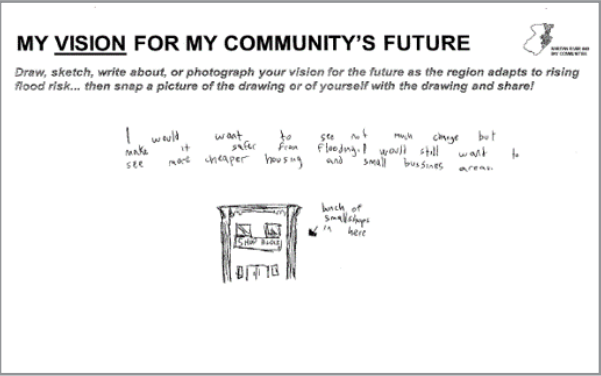 MY VISION FOR MY COMMUNITY'S FUTURE
Draw, sketch, write about, or photograph your vision for the future as the region adapts to rising
flood risk... then snap a picture of the drawing or of yourself with the drawing and share!
I would want to see not much change but
make it safer from flooding. I would still want to
see more cheaper housing and small bussines areas.
bunch of
small shops
in here
SHOP